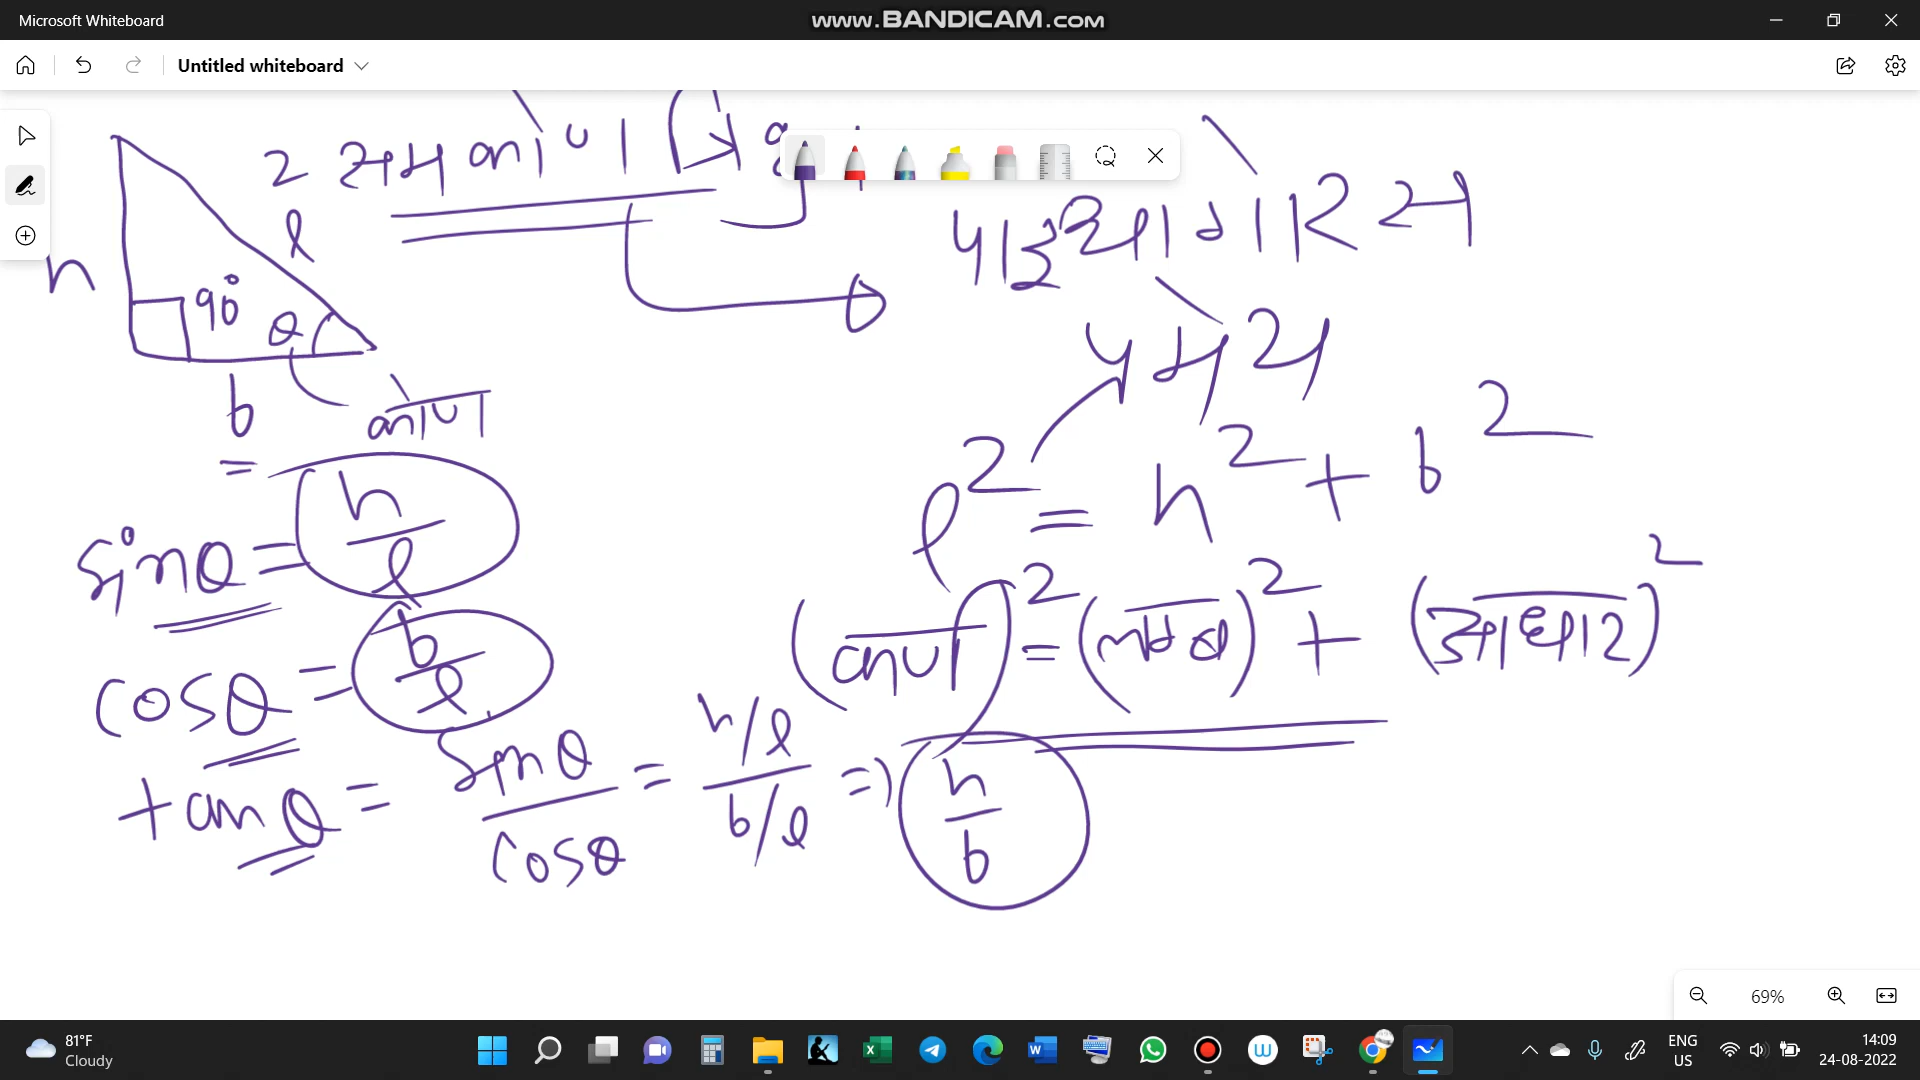 Microsoft Whiteboard
www.BANDICAM.com
Untitled whiteboard
2 समकोण
पाइथागोरस
प्रमेय
l
h
90°
θ
b
कोण
θ
l² = h² + b²
(कर्ण)² = (लम्ब)² + (आधार)²
sinθ = h/l
cosθ = b/l
tanθ = sinθ/cosθ = h/l / b/l => h/b
69%
81°F
Cloudy
ENG
US
14:09
24-08-2022